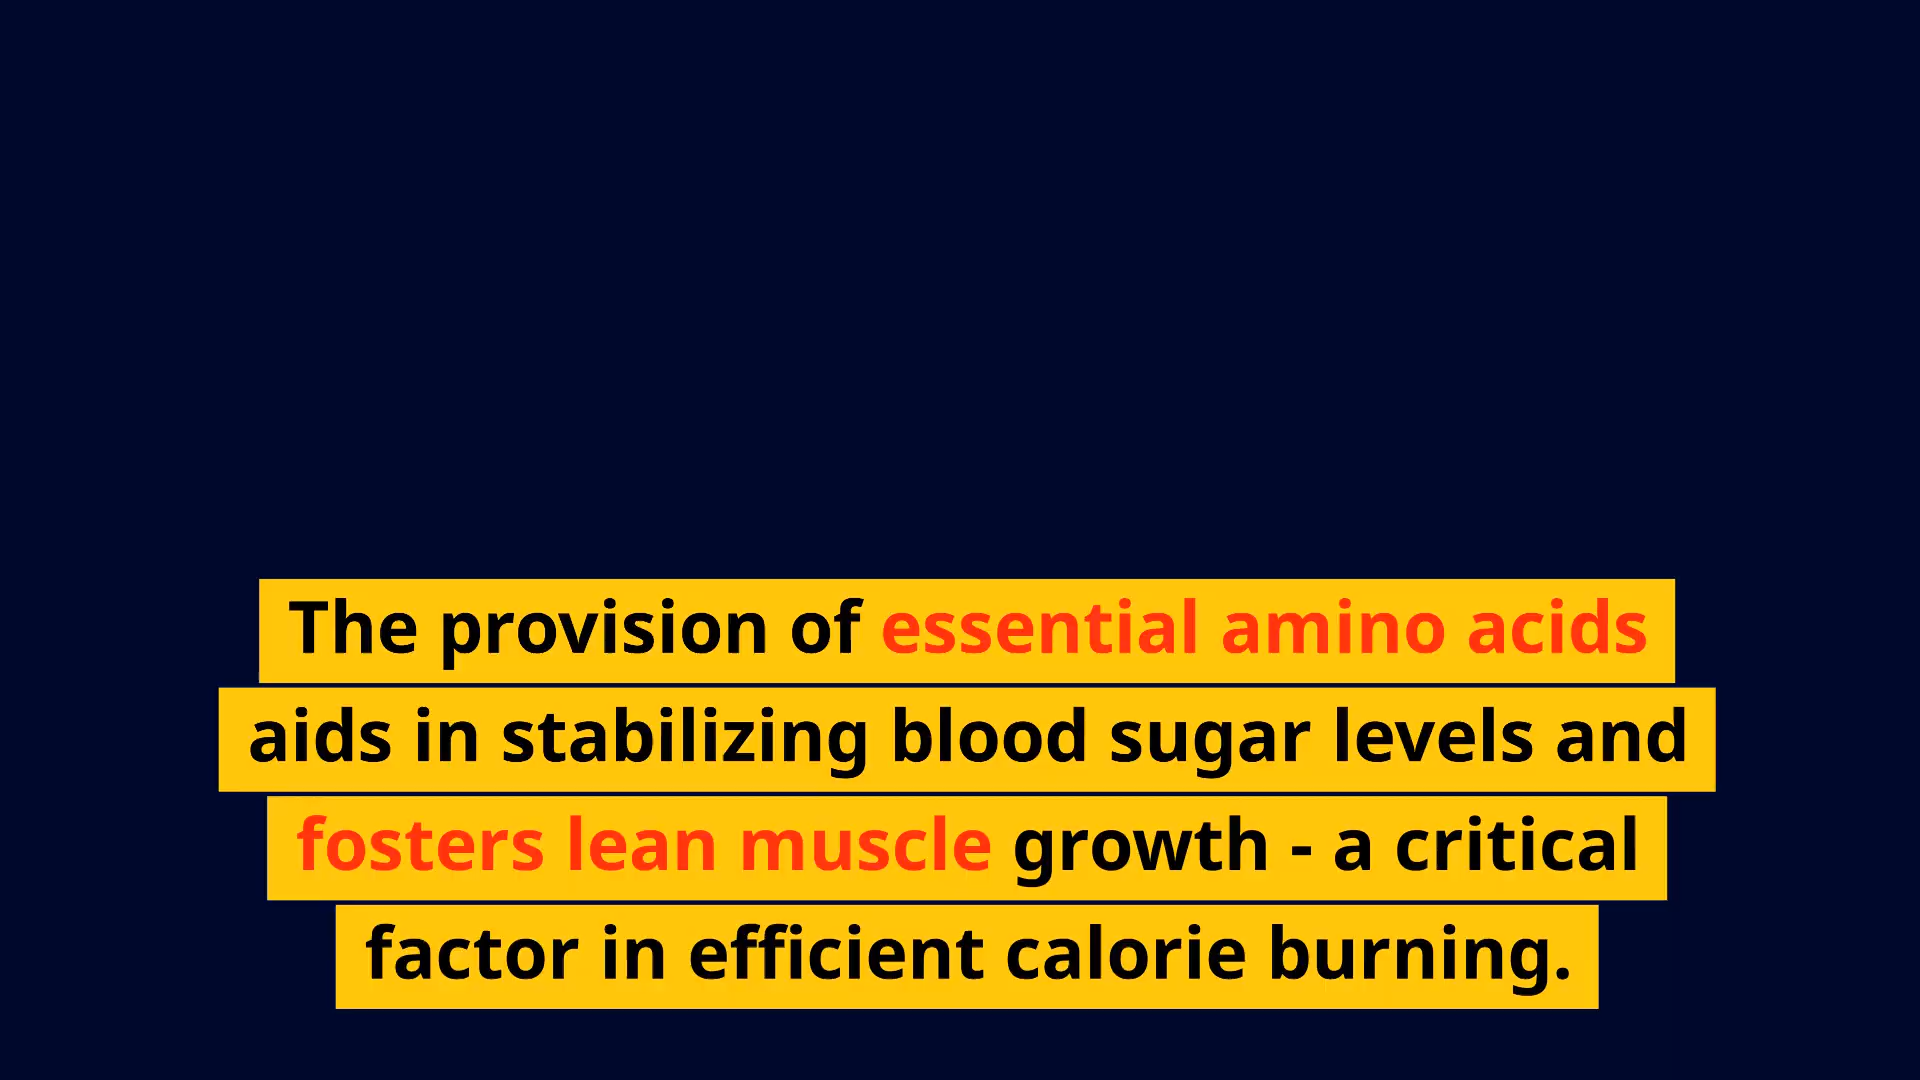 The provision of essential amino acids
aids in stabilizing blood sugar levels and
fosters lean muscle growth - a critical
factor in efficient calorie burning.